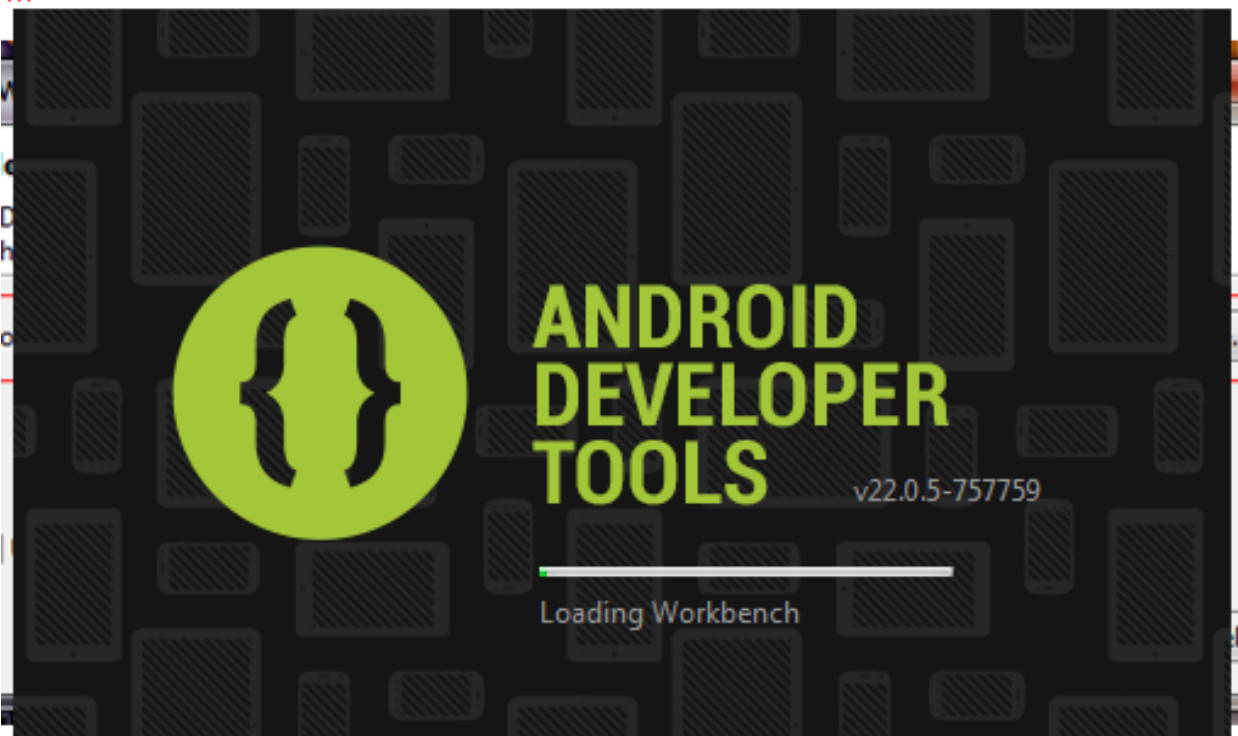 ANDROID
DEVELOPER
TOOLS
v22.0.5-757759
Loading Workbench